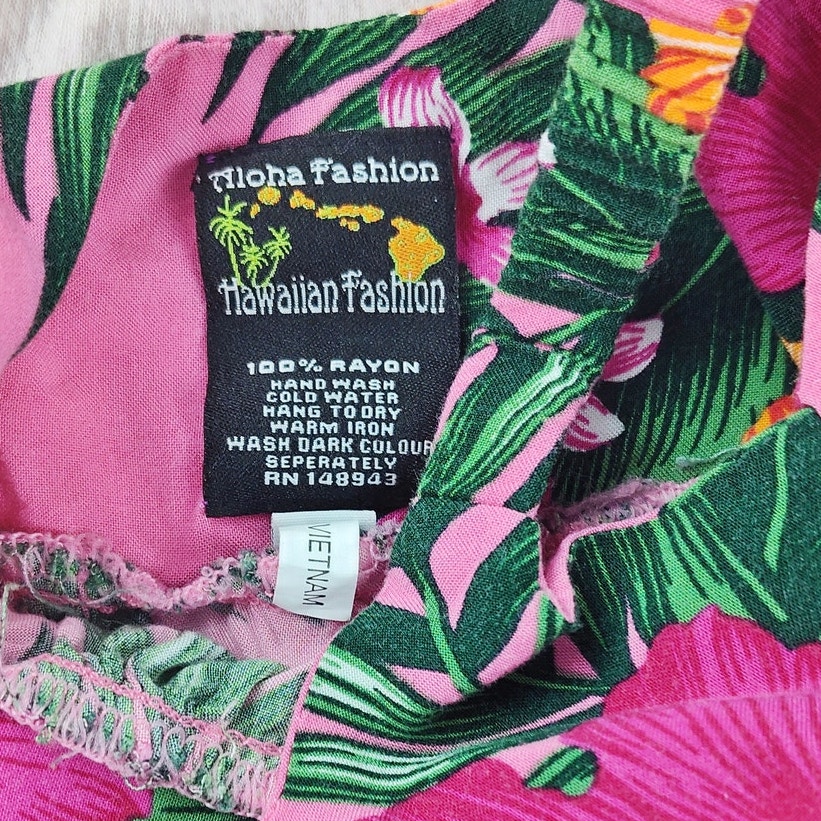 Aloha Fashion
Hawaiian Fashion
100% RAYON
HAND WASH
COLD WATER
HANG TO DRY
WARM IRON
WASH DARK COLOUR
SEPERATELY
RN 148943
VIETNAM